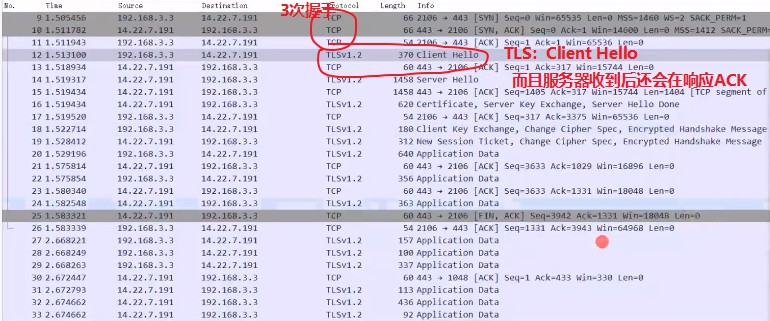 No. Time Source Destination Protocol Length Info
3次握手
9 1.505456 192.168.3.3 14.22.7.191 TCP 66 2106 → 443 [SYN] Seq=0 Win=65535 Len=0 MSS=1460 WS=2 SACK_PERM=1
10 1.511782 14.22.7.191 192.168.3.3 TCP 66 443 → 2106 [SYN, ACK] Seq=0 Ack=1 Win=14600 Len=0 MSS=1412 SACK_PERM=
11 1.511943 192.168.3.3 14.22.7.191 TCP 54 2106 → 443 [ACK] Seq=1 Ack=1 Win=65536 Len=0
12 1.513100 192.168.3.3 14.22.7.191 TLSv1.2 370 Client Hello
TLS: Client Hello
13 1.518934 14.22.7.191 192.168.3.3 TCP 60 443 → 2106 [ACK] Seq=1 Ack=317 Win=15744 Len=0
而且服务器收到后还会在响应ACK
14 1.519317 14.22.7.191 192.168.3.3 TLSv1.2 1458 Server Hello
15 1.519434 14.22.7.191 192.168.3.3 TCP 1458 443 → 2106 [ACK] Seq=1405 Ack=317 Win=15744 Len=1404 [TCP segment of
16 1.519434 14.22.7.191 192.168.3.3 TLSv1.2 620 Certificate, Server Key Exchange, Server Hello Done
17 1.519520 192.168.3.3 14.22.7.191 TCP 54 2106 → 443 [ACK] Seq=317 Ack=3375 Win=65536 Len=0
18 1.522714 192.168.3.3 14.22.7.191 TLSv1.2 180 Client Key Exchange, Change Cipher Spec, Encrypted Handshake Message
19 1.528412 14.22.7.191 192.168.3.3 TLSv1.2 312 New Session Ticket, Change Cipher Spec, Encrypted Handshake Message
20 1.529196 192.168.3.3 14.22.7.191 TLSv1.2 640 Application Data
21 1.575814 14.22.7.191 192.168.3.3 TCP 60 443 → 2106 [ACK] Seq=3633 Ack=1029 Win=16896 Len=0
22 1.575854 192.168.3.3 14.22.7.191 TLSv1.2 356 Application Data
23 1.580340 14.22.7.191 192.168.3.3 TCP 60 443 → 2106 [ACK] Seq=3633 Ack=1331 Win=18048 Len=0
24 1.582548 14.22.7.191 192.168.3.3 TLSv1.2 363 Application Data
25 1.583321 14.22.7.191 192.168.3.3 TCP 60 443 → 2106 [FIN, ACK] Seq=3942 Ack=1331 Win=18048 Len=0
26 1.583339 192.168.3.3 14.22.7.191 TCP 54 2106 → 443 [ACK] Seq=1331 Ack=3943 Win=64968 Len=0
27 2.668221 14.22.7.191 192.168.3.3 TLSv1.2 157 Application Data
28 2.668249 14.22.7.191 192.168.3.3 TLSv1.2 100 Application Data
29 2.668263 14.22.7.191 192.168.3.3 TLSv1.2 337 Application Data
30 2.672447 14.22.7.191 192.168.3.3 TCP 60 443 → 1048 [ACK] Seq=1 Ack=433 Win=330 Len=0
31 2.672793 14.22.7.191 192.168.3.3 TLSv1.2 113 Application Data
32 2.674662 14.22.7.191 192.168.3.3 TLSv1.2 436 Application Data
33 2.674662 14.22.7.191 192.168.3.3 TLSv1.2 92 Application Data